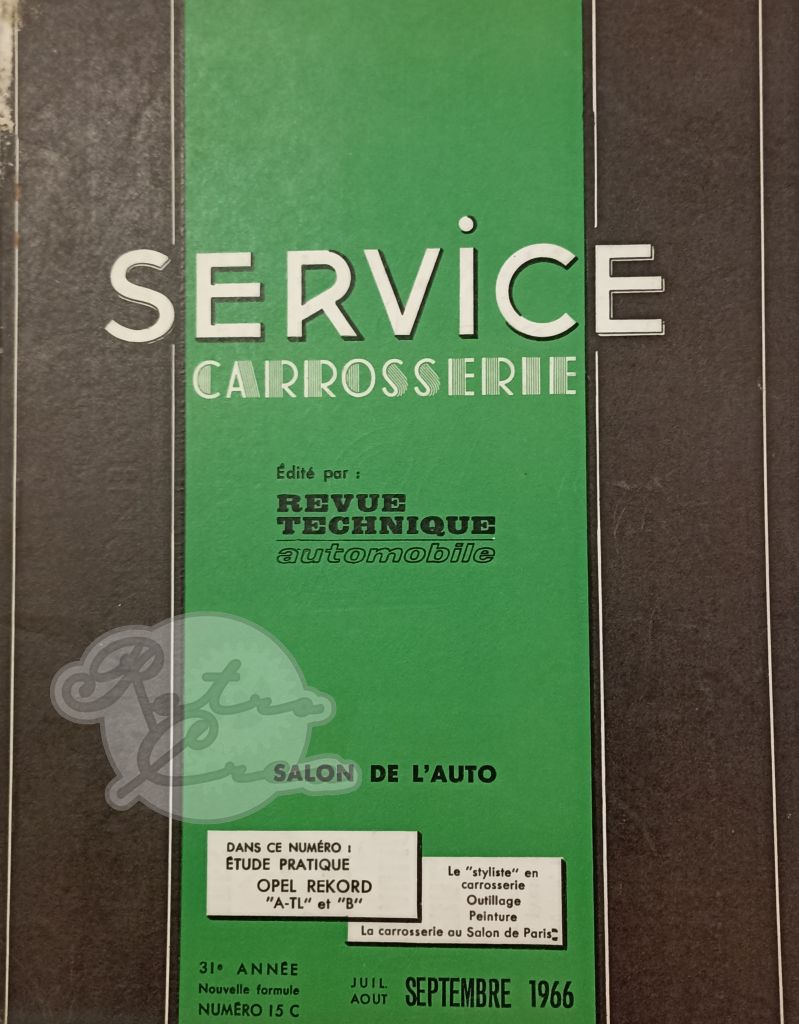 SERViCE
CARROSSERIE
Édité par :
REVUE
TECHNIQUE
automobile
Retro
SALON DE L'AUTO
DANS CE NUMÉRO :
ÉTUDE PRATIQUE
OPEL REKORD
"A-TL" et "B"
Le "styliste" en
carrosserie
Outillage
Peinture
La carrosserie au Salon de Paris
31e ANNÉE
Nouvelle formule
NUMÉRO 15 C
JUIL.
AOUT
SEPTEMBRE 1966